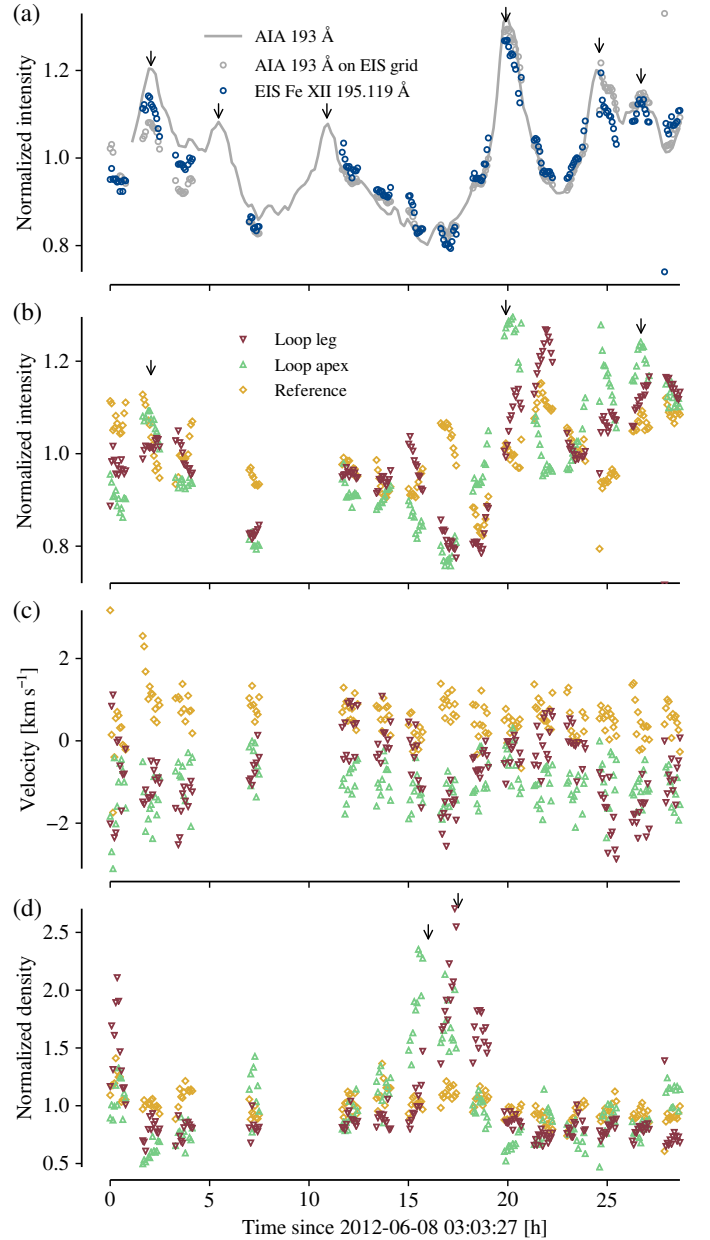 (a)
AIA 193 Å
AIA 193 Å on EIS grid
EIS Fe XII 195.119 Å
Normalized intensity
1.2
1.0
0.8
(b)
Loop leg
Loop apex
Reference
Normalized intensity
1.2
1.0
0.8
(c)
Velocity [km s⁻¹]
2
0
−2
(d)
Normalized density
2.5
2.0
1.5
1.0
0.5
0 5 10 15 20 25
Time since 2012-06-08 03:03:27 [h]